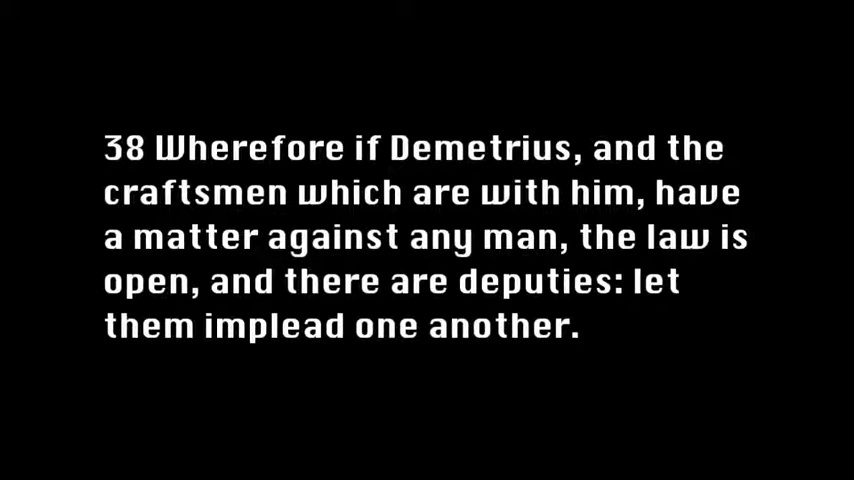 38 Wherefore if Demetrius, and the
craftsmen which are with him, have
a matter against any man, the law is
open, and there are deputies: let
them implead one another.